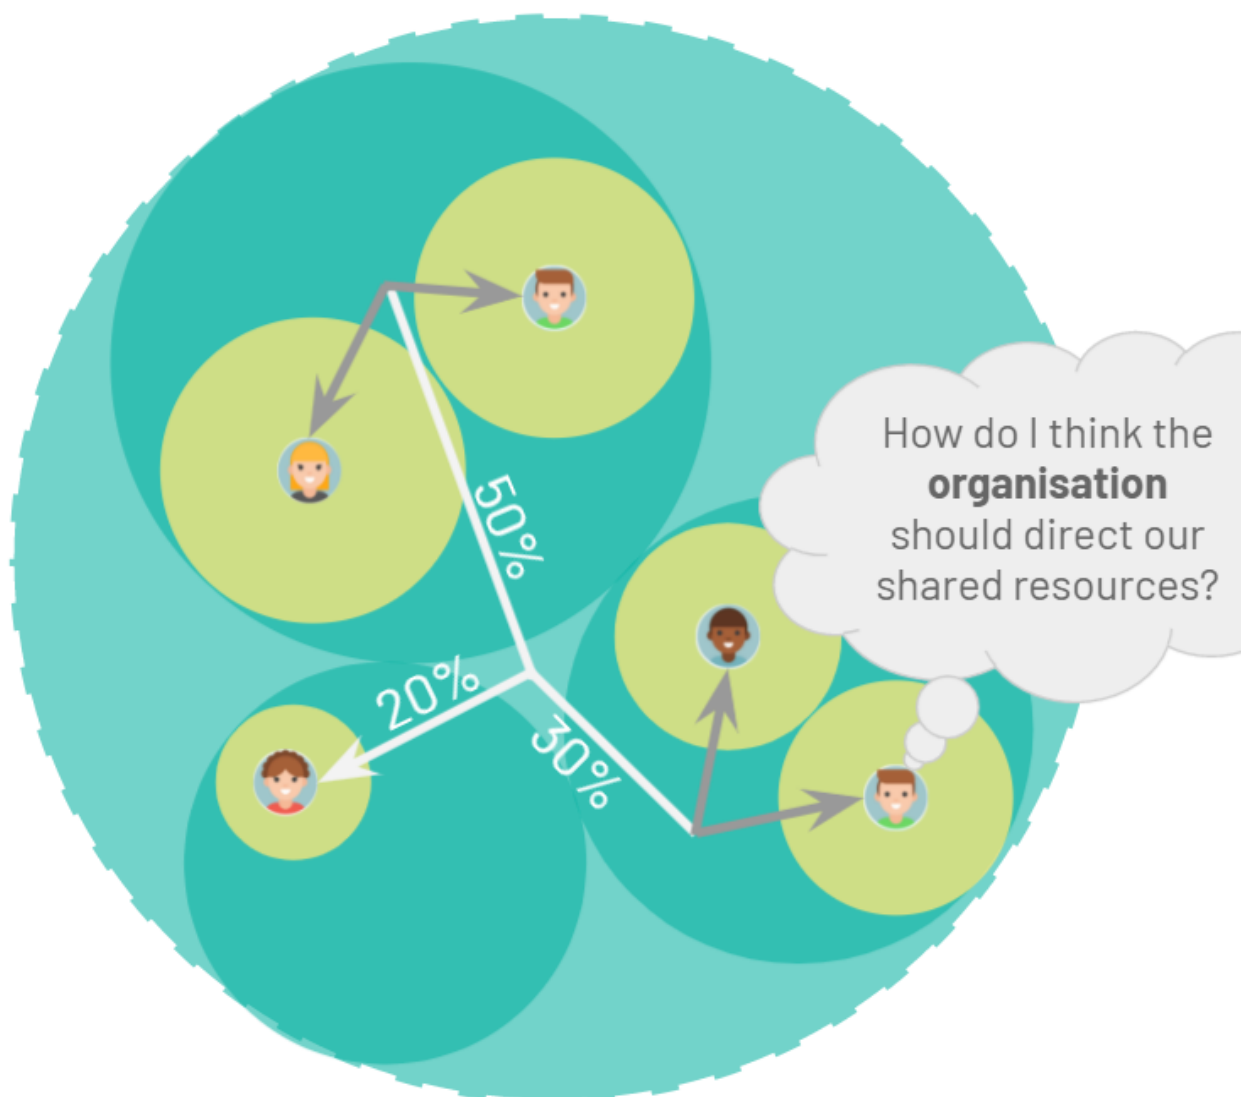 How do I think the
organisation
should direct our
shared resources?
50%
20%
30%